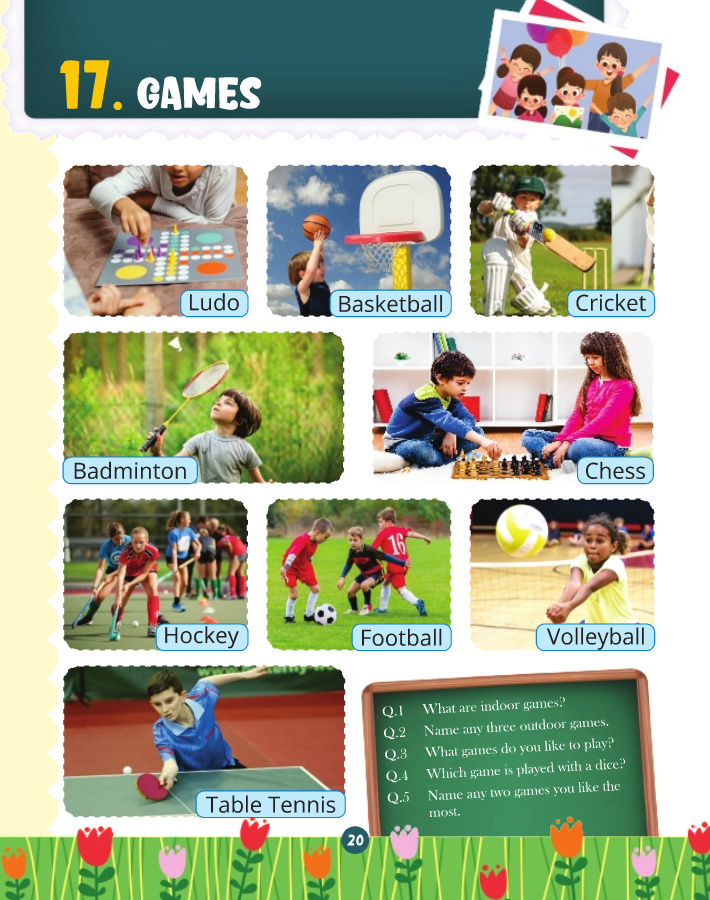 17. GAMES
Ludo
Basketball
Cricket
Badminton
Chess
Hockey
16
Football
Volleyball
Table Tennis
Q.1 What are indoor games?
Q.2 Name any three outdoor games.
Q.3 What games do you like to play?
Q.4 Which game is played with a dice?
Q.5 Name any two games you like the
most.
20